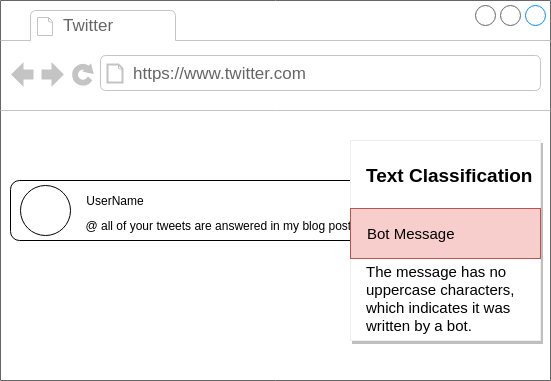 Twitter
https://www.twitter.com
Text Classification
UserName
@ all of your tweets are answered in my blog post
Bot Message
The message has no
uppercase characters,
which indicates it was
written by a bot.